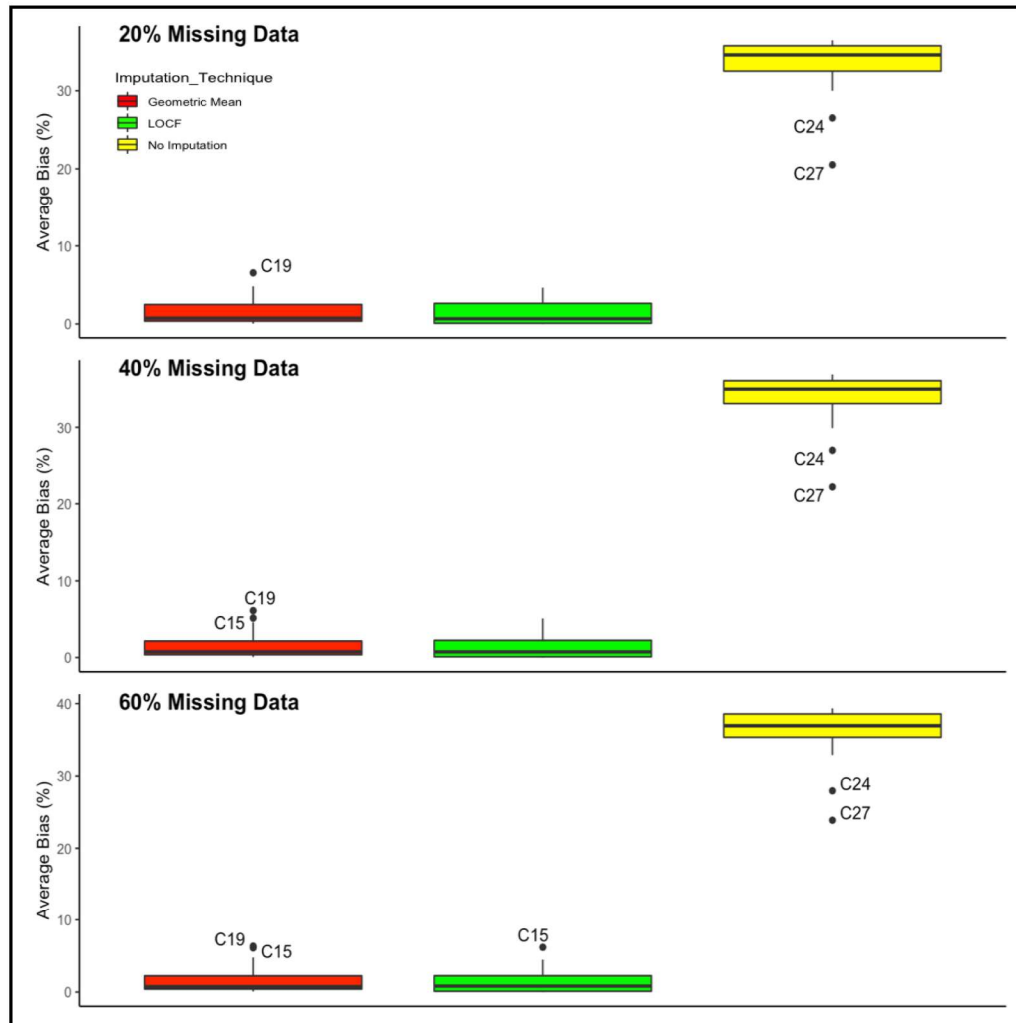 20% Missing Data
Imputation_Technique
Geometric Mean
LOCF
No Imputation
Average Bias (%)
30
20
10
0
C24
C27
C19
40% Missing Data
Average Bias (%)
30
20
10
0
C24
C27
C19
C15
60% Missing Data
Average Bias (%)
40
30
20
10
0
C24
C27
C19
C15
C15